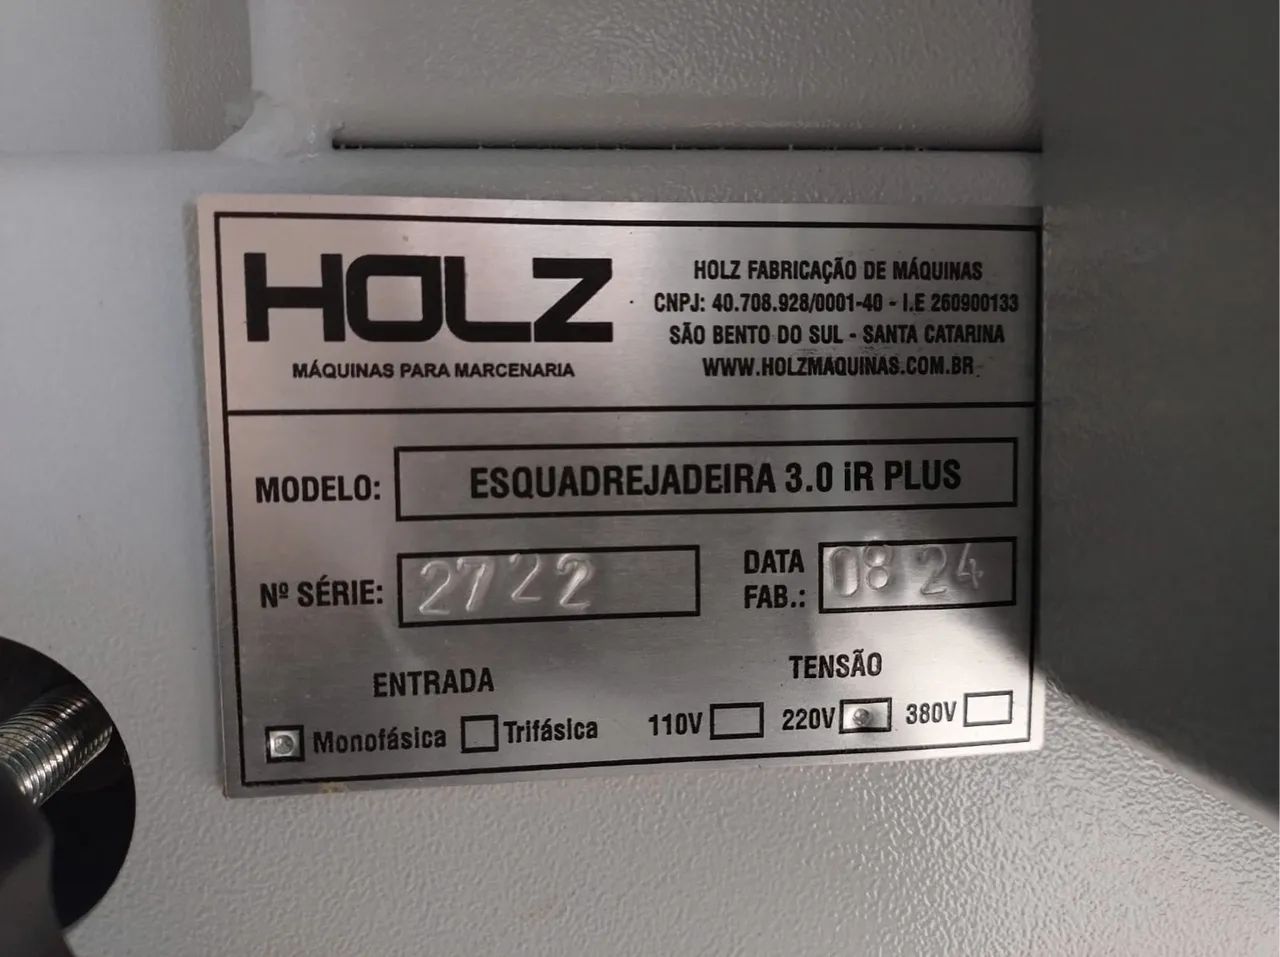 HOLZ
MÁQUINAS PARA MARCENARIA
HOLZ FABRICAÇÃO DE MÁQUINAS
CNPJ: 40.708.928/0001-40 - I.E 260900133
SÃO BENTO DO SUL - SANTA CATARINA
WWW.HOLZMAQUINAS.COM.BR
MODELO: ESQUADREJADEIRA 3.0 iR PLUS
Nº SÉRIE: 2722
DATA FAB.: 08 24
ENTRADA
Monofásica Trifásica
TENSÃO
110V 220V 380V